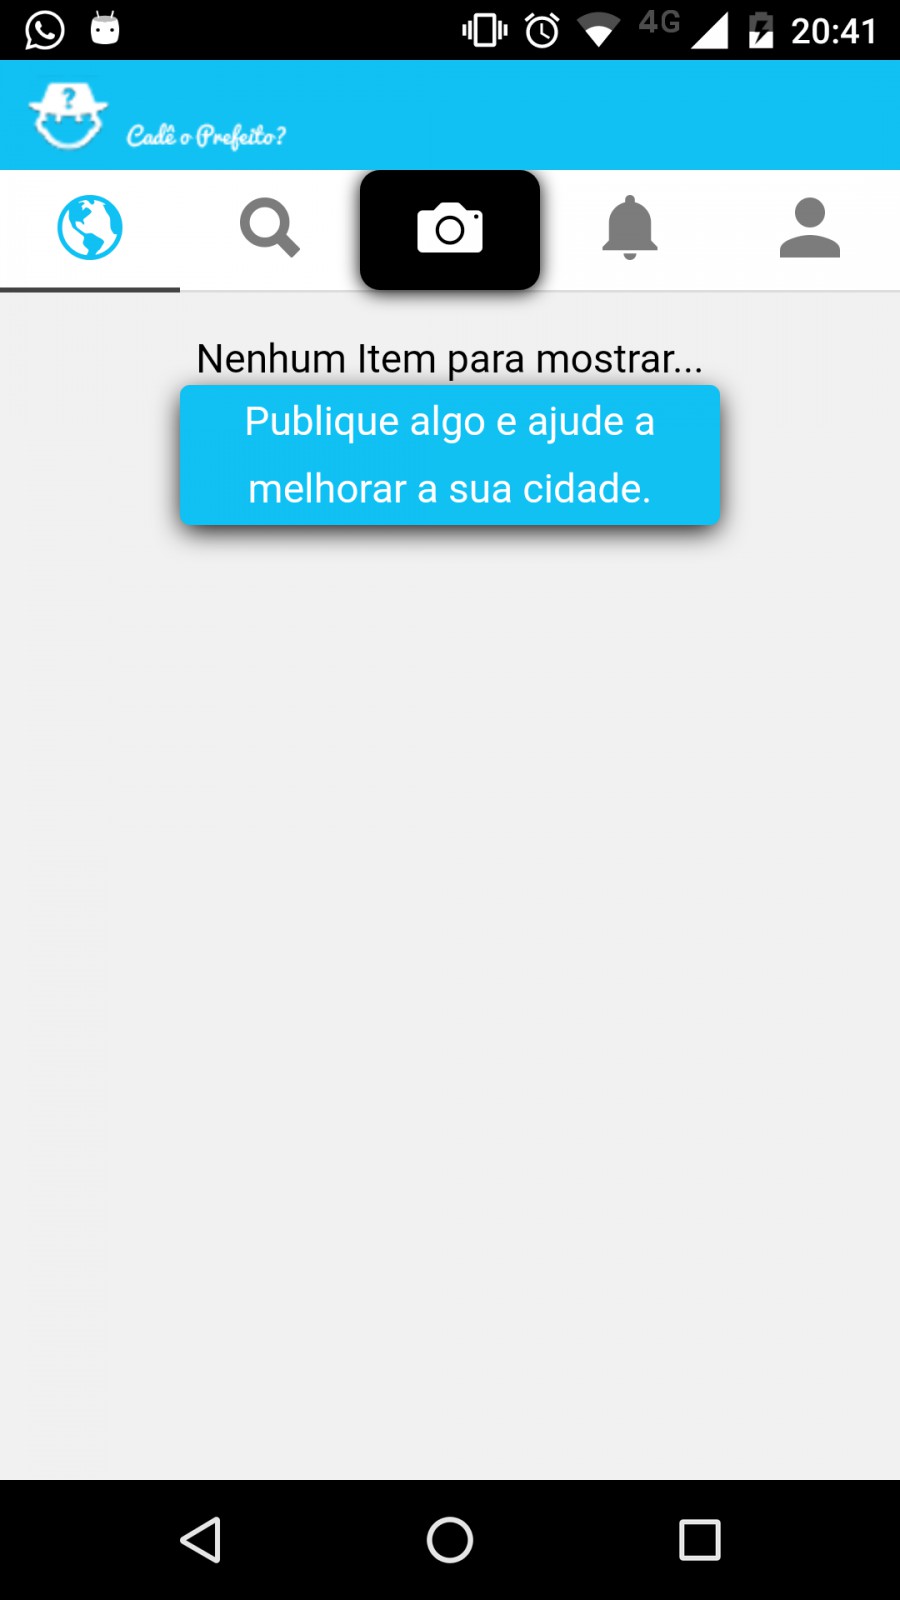 4G 20:41
?
Cadê o Prefeito?
Nenhum Item para mostrar...
Publique algo e ajude a
melhorar a sua cidade.